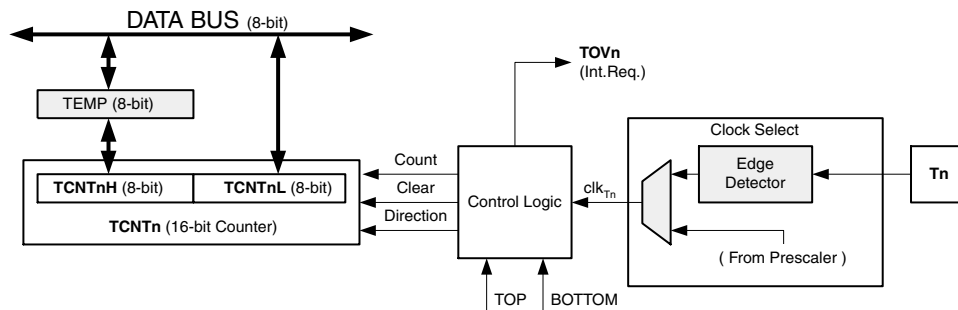 DATA BUS (8-bit)
TOVn
(Int.Req.)
TEMP (8-bit)
Clock Select
Count
Edge
Detector
Tn
TCNTnH (8-bit) TCNTnL (8-bit)
Clear
Control Logic
clkTn
TCNTn (16-bit Counter)
Direction
( From Prescaler )
TOP
BOTTOM